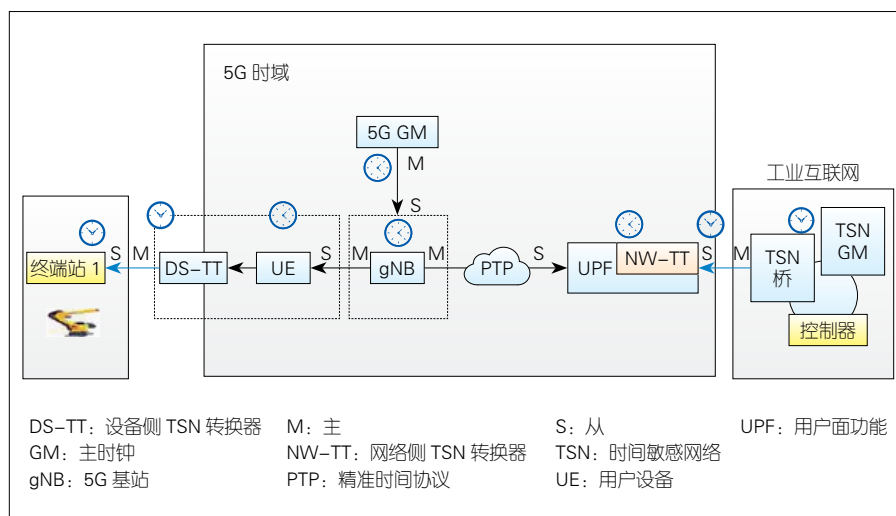 5G 时域
5G GM
M
S
工业互联网
终端站 1
S
M
DS-TT
UE
S
M
gNB
M
PTP
S
UPF
NW-TT
S
M
TSN
桥
TSN
GM
控制器
DS-TT：设备侧 TSN 转换器
M：主
S：从
UPF：用户面功能
GM：主时钟
NW-TT：网络侧 TSN 转换器
TSN：时间敏感网络
gNB：5G 基站
PTP：精准时间协议
UE：用户设备